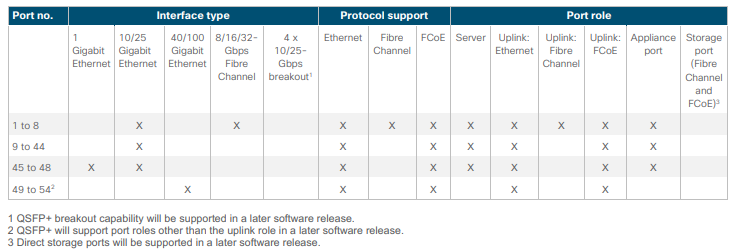 Port no. Interface type Protocol support Port role
1 Gigabit Ethernet 10/25 Gigabit Ethernet 40/100 Gigabit Ethernet 8/16/32-Gbps Fibre Channel 4 x 10/25-Gbps breakout1 Ethernet Fibre Channel FCoE Server Uplink: Ethernet Uplink: Fibre Channel Uplink: FCoE Appliance port Storage port (Fibre Channel and FCoE)3
1 to 8 X X X X X X X X X X
9 to 44 X X X X X X X
45 to 48 X X X X X X X X
49 to 542 X X X X X
1 QSFP+ breakout capability will be supported in a later software release.
2 QSFP+ will support port roles other than the uplink role in a later software release.
3 Direct storage ports will be supported in a later software release.